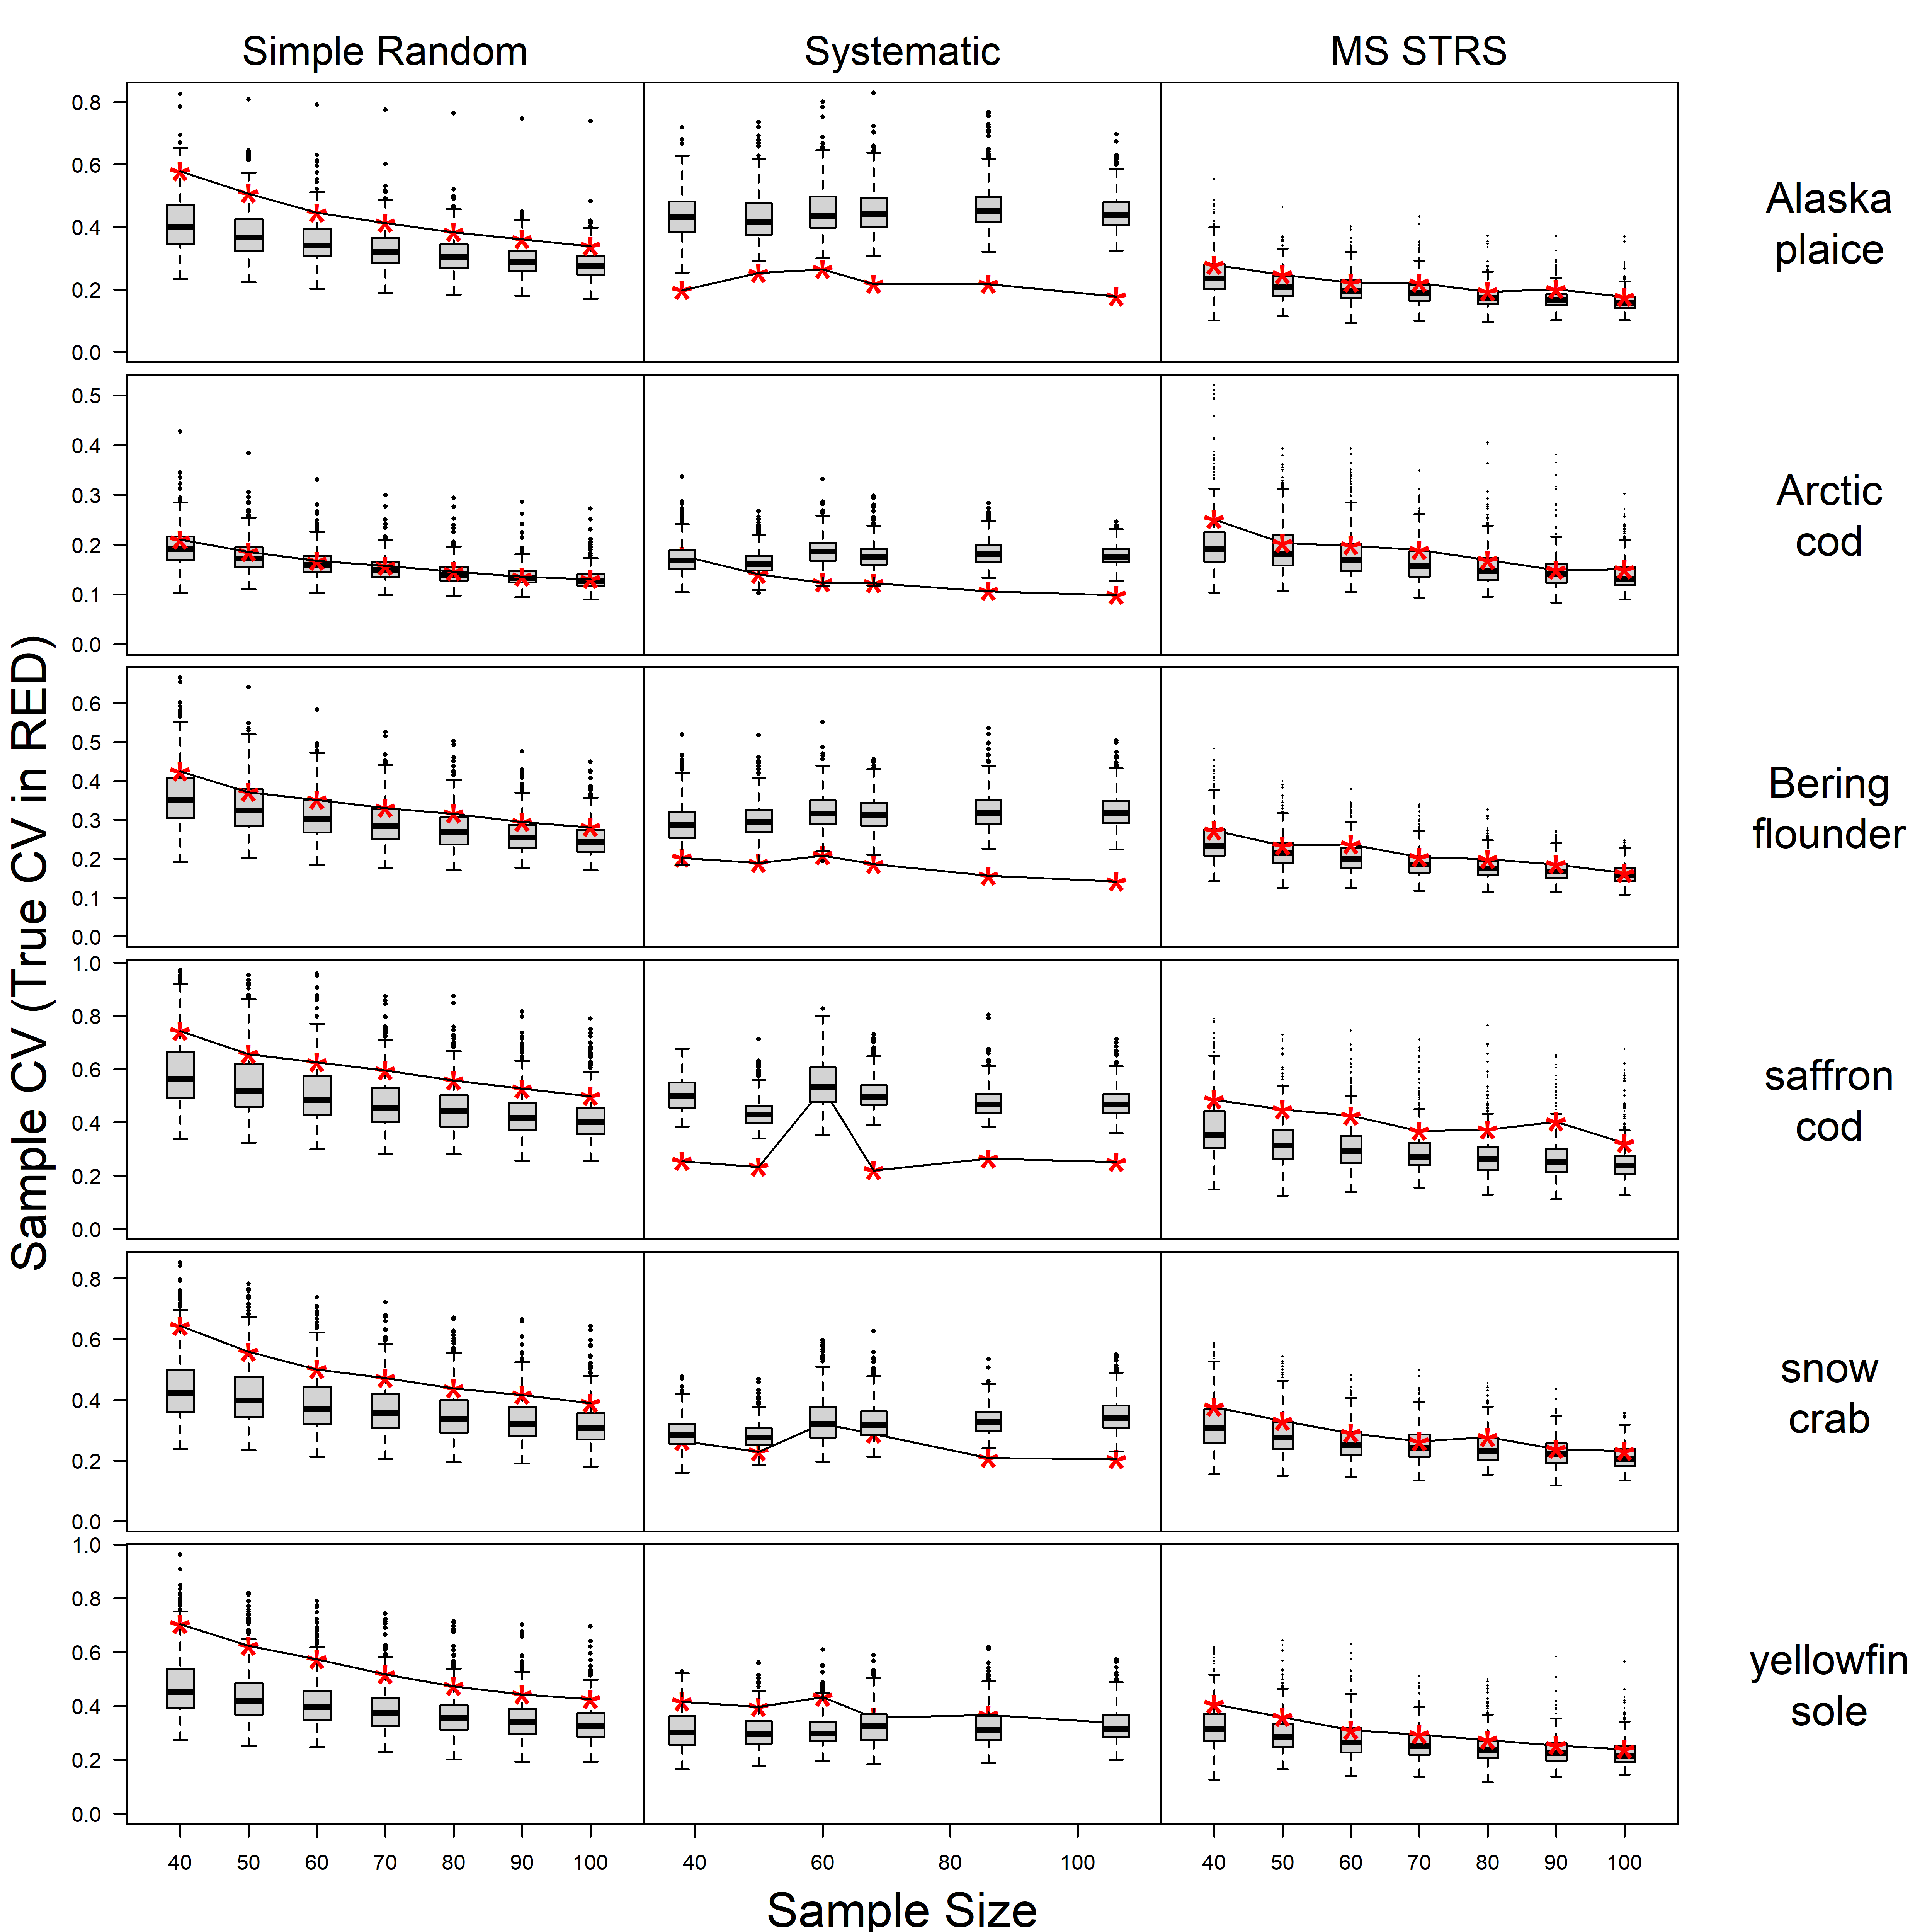 Simple Random Systematic MS STRS
0.8
0.6
0.4
0.2
0.0
Alaska
plaice
0.5
0.4
0.3
0.2
0.1
0.0
Arctic
cod
0.6
0.5
0.4
0.3
0.2
0.1
0.0
Bering
flounder
1.0
0.8
0.6
0.4
0.2
0.0
saffron
cod
0.8
0.6
0.4
0.2
0.0
snow
crab
1.0
0.8
0.6
0.4
0.2
0.0
yellowfin
sole
40 50 60 70 80 90 100 40 60 80 100 40 50 60 70 80 90 100
Sample Size
Sample CV (True CV in RED)